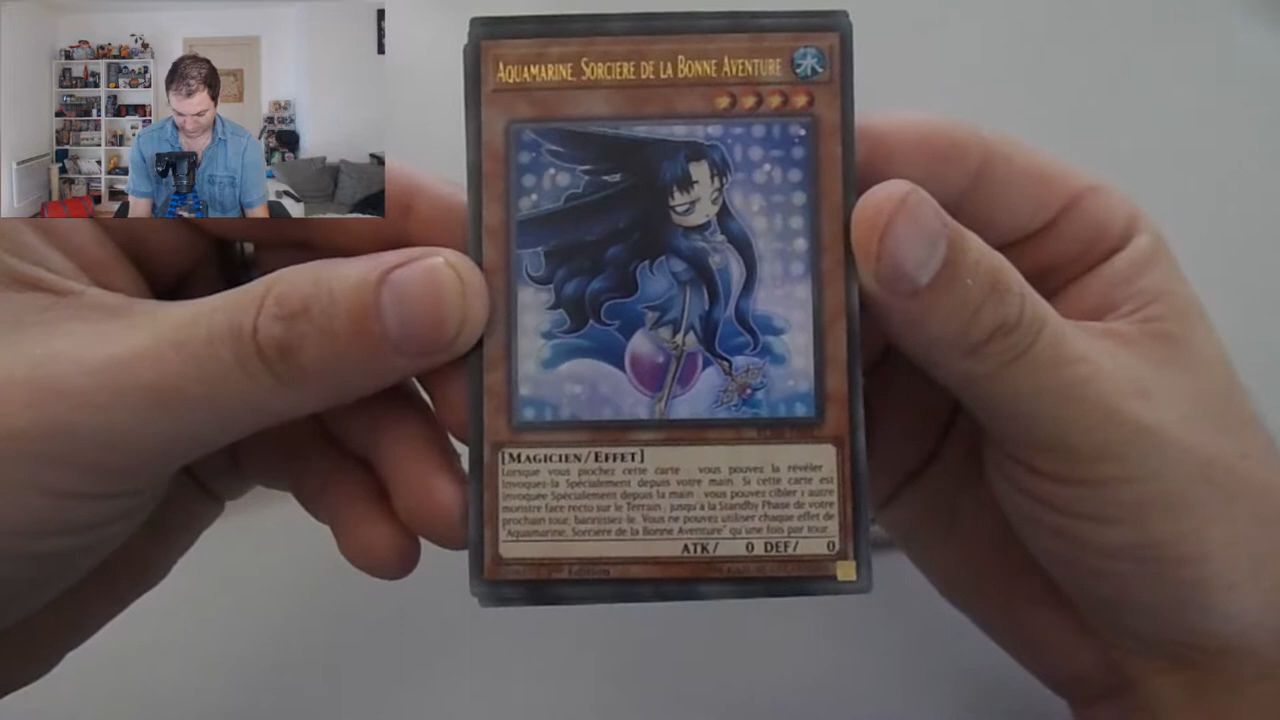 AQUAMARINE, SORCIERE DE LA BONNE AVENTURE
水
[MAGICIEN/EFFET]
Lorsque vous piochez cette carte : vous pouvez la révéler ;
Invoquez-la Spécialement depuis votre main. Si cette carte est
Invoquée Spécialement depuis la main : vous pouvez cibler 1 autre
monstre face recto sur le Terrain ; jusqu'à la Standby Phase de votre
prochain tour, bannissez-le. Vous ne pouvez utiliser chaque effet de
"Aquamarine, Sorcière de la Bonne Aventure" qu'une fois par tour.
ATK/ 0 DEF/ 0
Edition